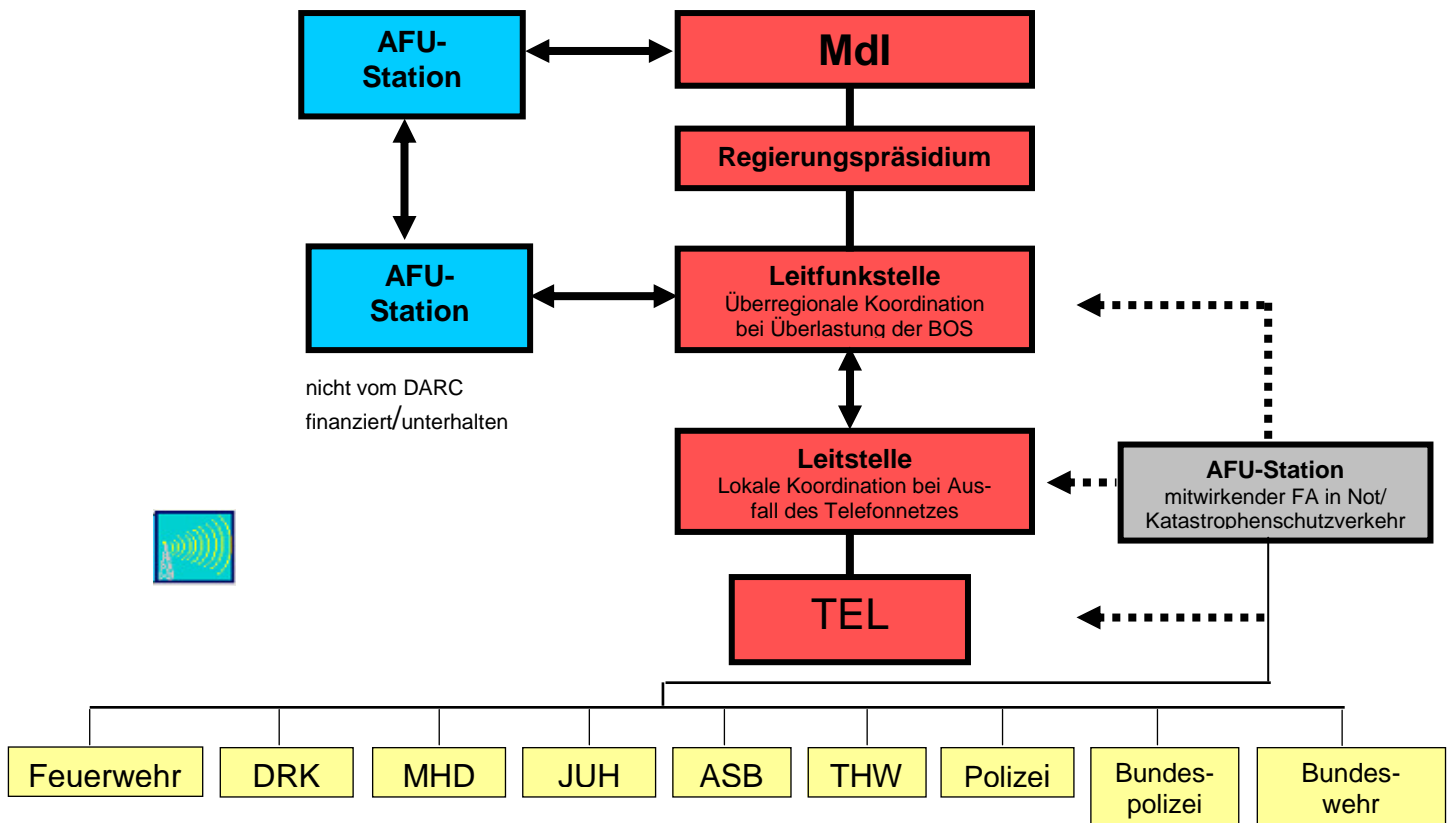 AFU-
Station
MdI
Regierungspräsidium
AFU-
Station
Leitfunkstelle
Überregionale Koordination
bei Überlastung der BOS
nicht vom DARC
finanziert/unterhalten
Leitstelle
Lokale Koordination bei Aus-
fall des Telefonnetzes
AFU-Station
mitwirkender FA in Not/
Katastrophenschutzverkehr
TEL
Feuerwehr
DRK
MHD
JUH
ASB
THW
Polizei
Bundes-
polizei
Bundes-
wehr